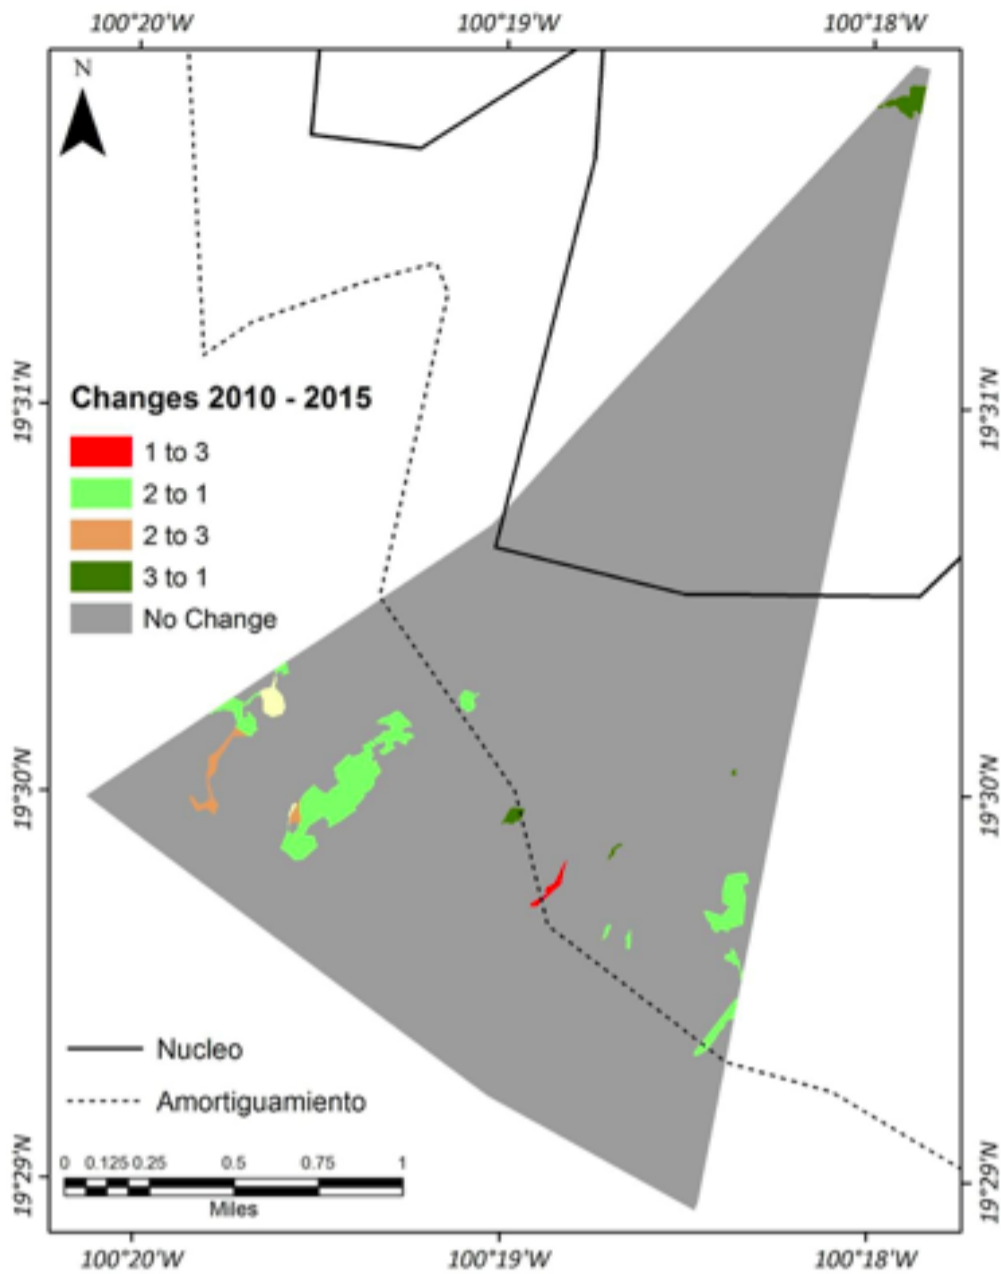 100°20'W 100°19'W 100°18'W
N
19°31'N 19°31'N
Changes 2010 - 2015
1 to 3
2 to 1
2 to 3
3 to 1
No Change
19°30'N 19°30'N
Nucleo
Amortiguamiento
0 0.125 0.25 0.5 0.75 1
Miles
19°29'N 19°29'N
100°20'W 100°19'W 100°18'W